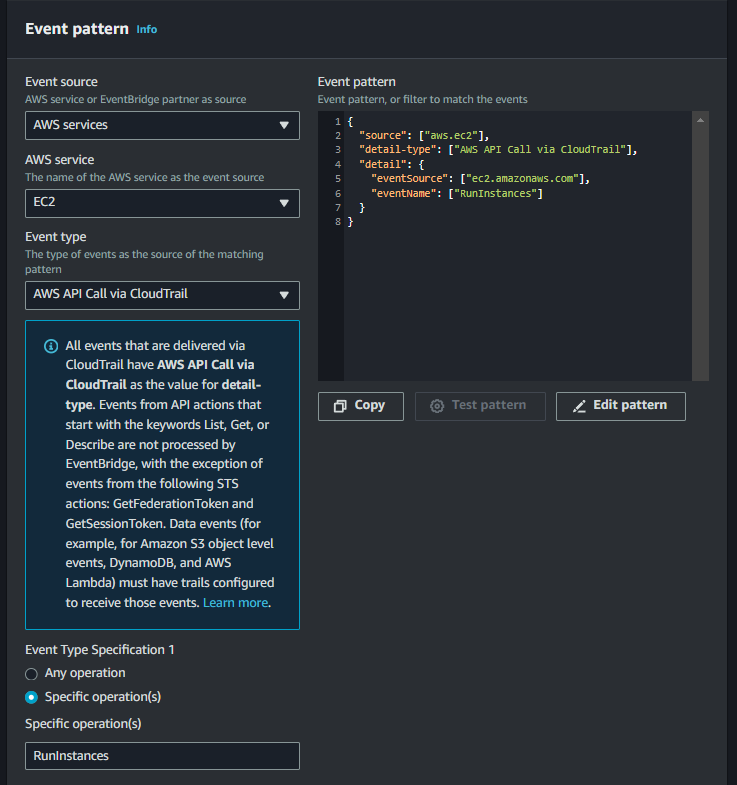 Event pattern Info
Event source
AWS service or EventBridge partner as source
AWS services
AWS service
The name of the AWS service as the event source
EC2
Event type
The type of events as the source of the matching
pattern
AWS API Call via CloudTrail
All events that are delivered via
CloudTrail have AWS API Call via
CloudTrail as the value for detail-
type. Events from API actions that
start with the keywords List, Get, or
Describe are not processed by
EventBridge, with the exception of
events from the following STS
actions: GetFederationToken and
GetSessionToken. Data events (for
example, for Amazon S3 object level
events, DynamoDB, and AWS
Lambda) must have trails configured
to receive those events. Learn more.
Event Type Specification 1
Any operation
Specific operation(s)
Specific operation(s)
RunInstances
Event pattern
Event pattern, or filter to match the events
1 {
2 "source": ["aws.ec2"],
3 "detail-type": ["AWS API Call via CloudTrail"],
4 "detail": {
5 "eventSource": ["ec2.amazonaws.com"],
6 "eventName": ["RunInstances"]
7 }
8 }
Copy Test pattern Edit pattern